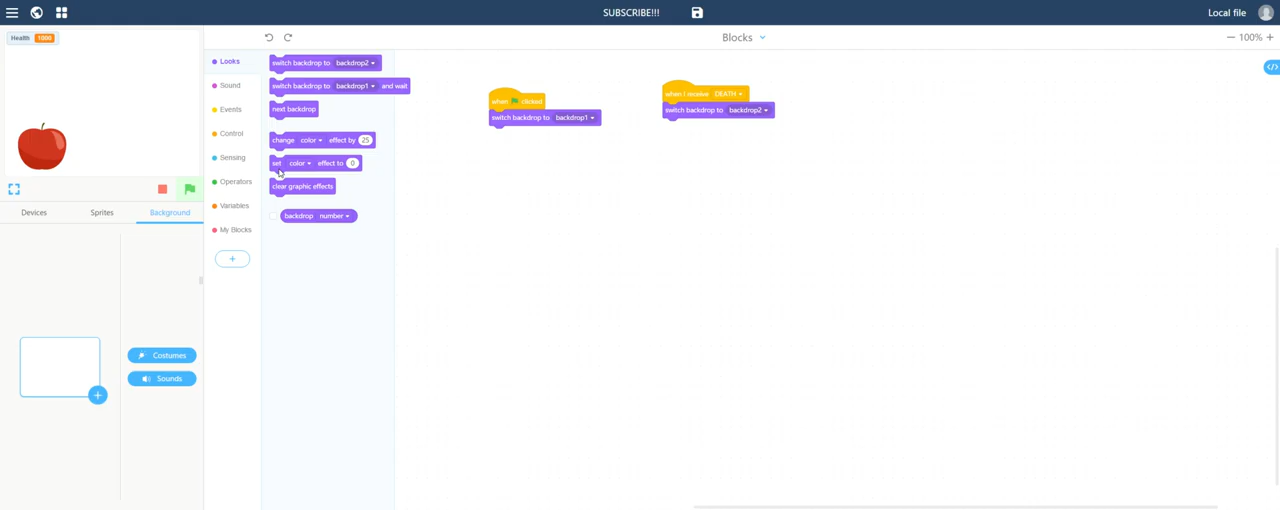 SUBSCRIBE!!!
Local file
Health 1000
Blocks
100%
Looks
Sound
Events
Control
Sensing
Operators
Variables
My Blocks
+
switch backdrop to backdrop2
switch backdrop to backdrop1 and wait
next backdrop
change color effect by 25
set color effect to 0
clear graphic effects
backdrop number
when clicked
switch backdrop to backdrop1
when I receive DEATH
switch backdrop to backdrop2
Devices
Sprites
Background
Costumes
Sounds